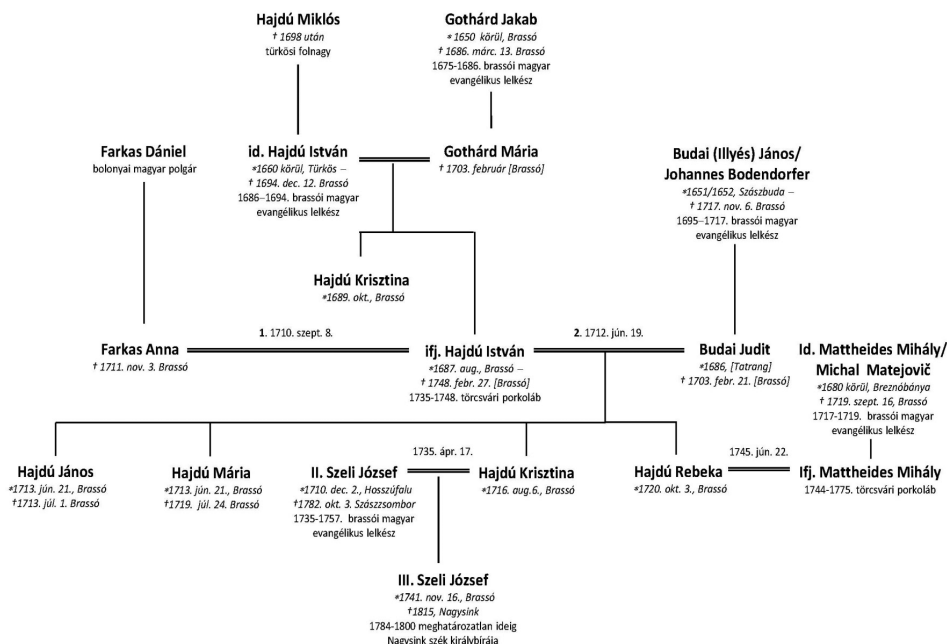 Hajdú Miklós
† 1698 után
türkösi folnagy
Gothárd Jakab
*1650 körül, Brassó
† 1686. márc. 13. Brassó
1675-1686. brassói magyar
evangélikus lelkész
Farkas Dániel
bolonyai magyar polgár
id. Hajdú István
*1660 körül, Türkös –
† 1694. dec. 12. Brassó
1686–1694. brassói magyar
evangélikus lelkész
Gothárd Mária
† 1703. február [Brassó]
Budai (Illyés) János/
Johannes Bodendorfer
*1651/1652, Szászbuda –
† 1717. nov. 6. Brassó
1695–1717. brassói magyar
evangélikus lelkész
Hajdú Krisztina
*1689. okt., Brassó
1. 1710. szept. 8.
2. 1712. jún. 19.
Farkas Anna
† 1711. nov. 3. Brassó
ifj. Hajdú István
*1687. aug., Brassó –
† 1748. febr. 27. [Brassó]
1735-1748. törcsvári porkoláb
Budai Judit
*1686, [Tatrang]
† 1703. febr. 21. [Brassó]
Id. Mattheides Mihály/
Michal Matejovič
*1680 körül, Breznóbánya
† 1719. szept. 16, Brassó
1717-1719. brassói magyar
evangélikus lelkész
1735. ápr. 17.
1745. jún. 22.
Hajdú János
*1713. jún. 21., Brassó
†1713. júl. 1. Brassó
Hajdú Mária
*1713. jún. 21., Brassó
†1719. júl. 24. Brassó
II. Szeli József
*1710. dec. 2., Hosszúfalu
†1782. okt. 3. Szászzsombor
1735-1757. brassói magyar
evangélikus lelkész
Hajdú Krisztina
*1716. aug.6., Brassó
Hajdú Rebeka
*1720. okt. 3., Brassó
Ifj. Mattheides Mihály
1744-1775. törcsvári porkoláb
III. Szeli József
*1741. nov. 16., Brassó
†1815, Nagysink
1784-1800 meghatározatlan ideig
Nagysink szék királybírája